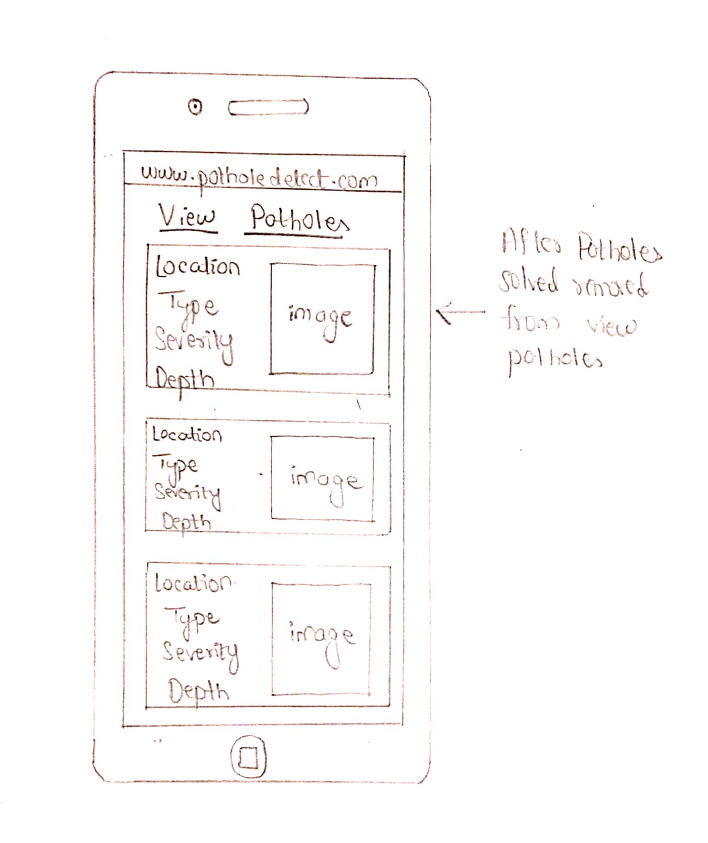 www.potholedetect.com
View Potholes
Location
Type
Severity
Depth
image
Location
Type
Severity
Depth
image
Location
Type
Severity
Depth
image
After Potholes
solved removed
from view
potholes